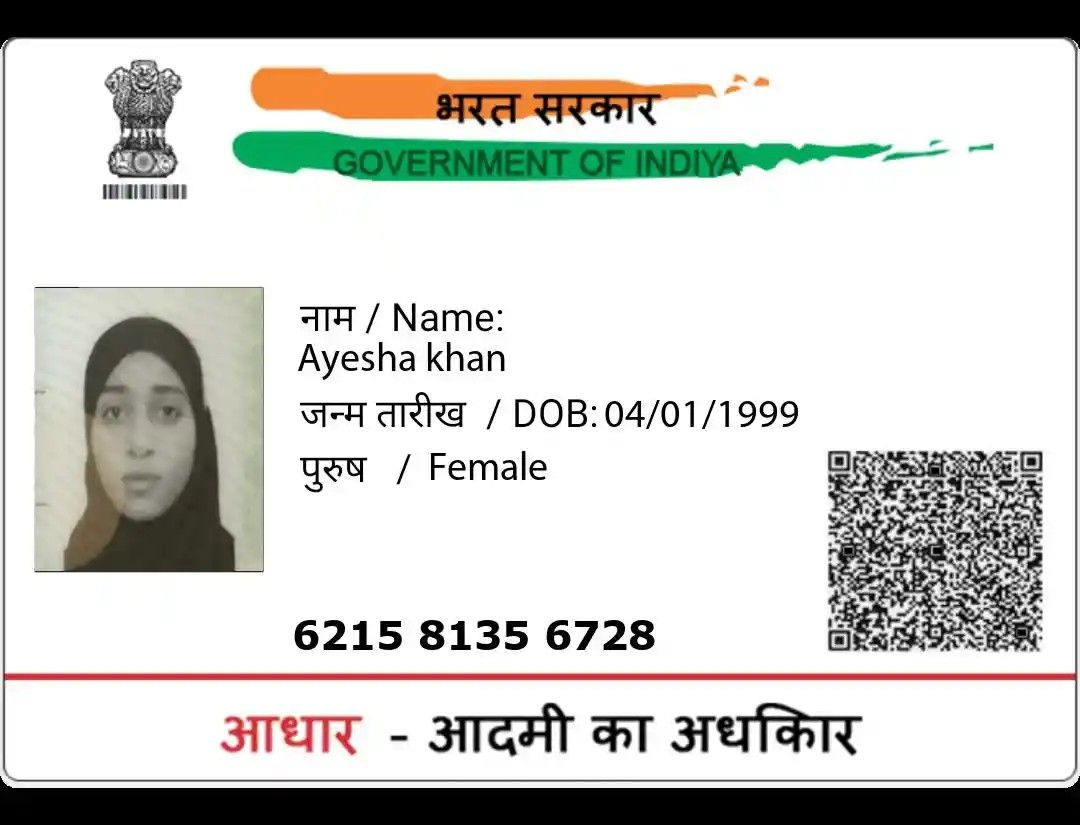 भरत सरकार
GOVERNMENT OF INDIYA
नाम / Name:
Ayesha khan
जन्म तारीख / DOB: 04/01/1999
पुरुष / Female
6215 8135 6728
आधार - आदमी का अधकिार